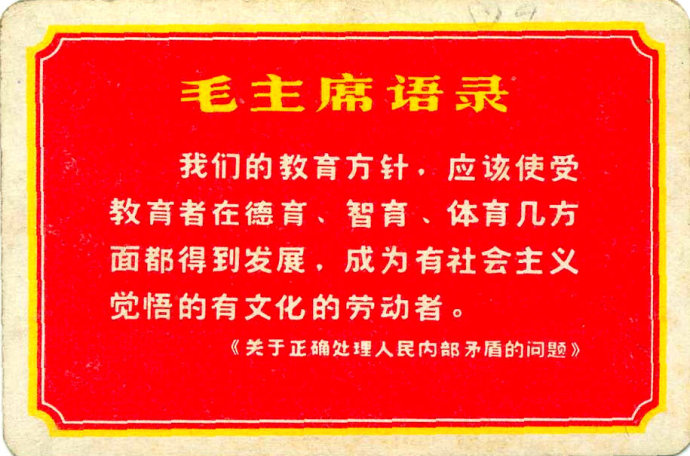 毛主席语录
我们的教育方针，应该使受
教育者在德育、智育、体育几方
面都得到发展，成为有社会主义
觉悟的有文化的劳动者。
《关于正确处理人民内部矛盾的问题》